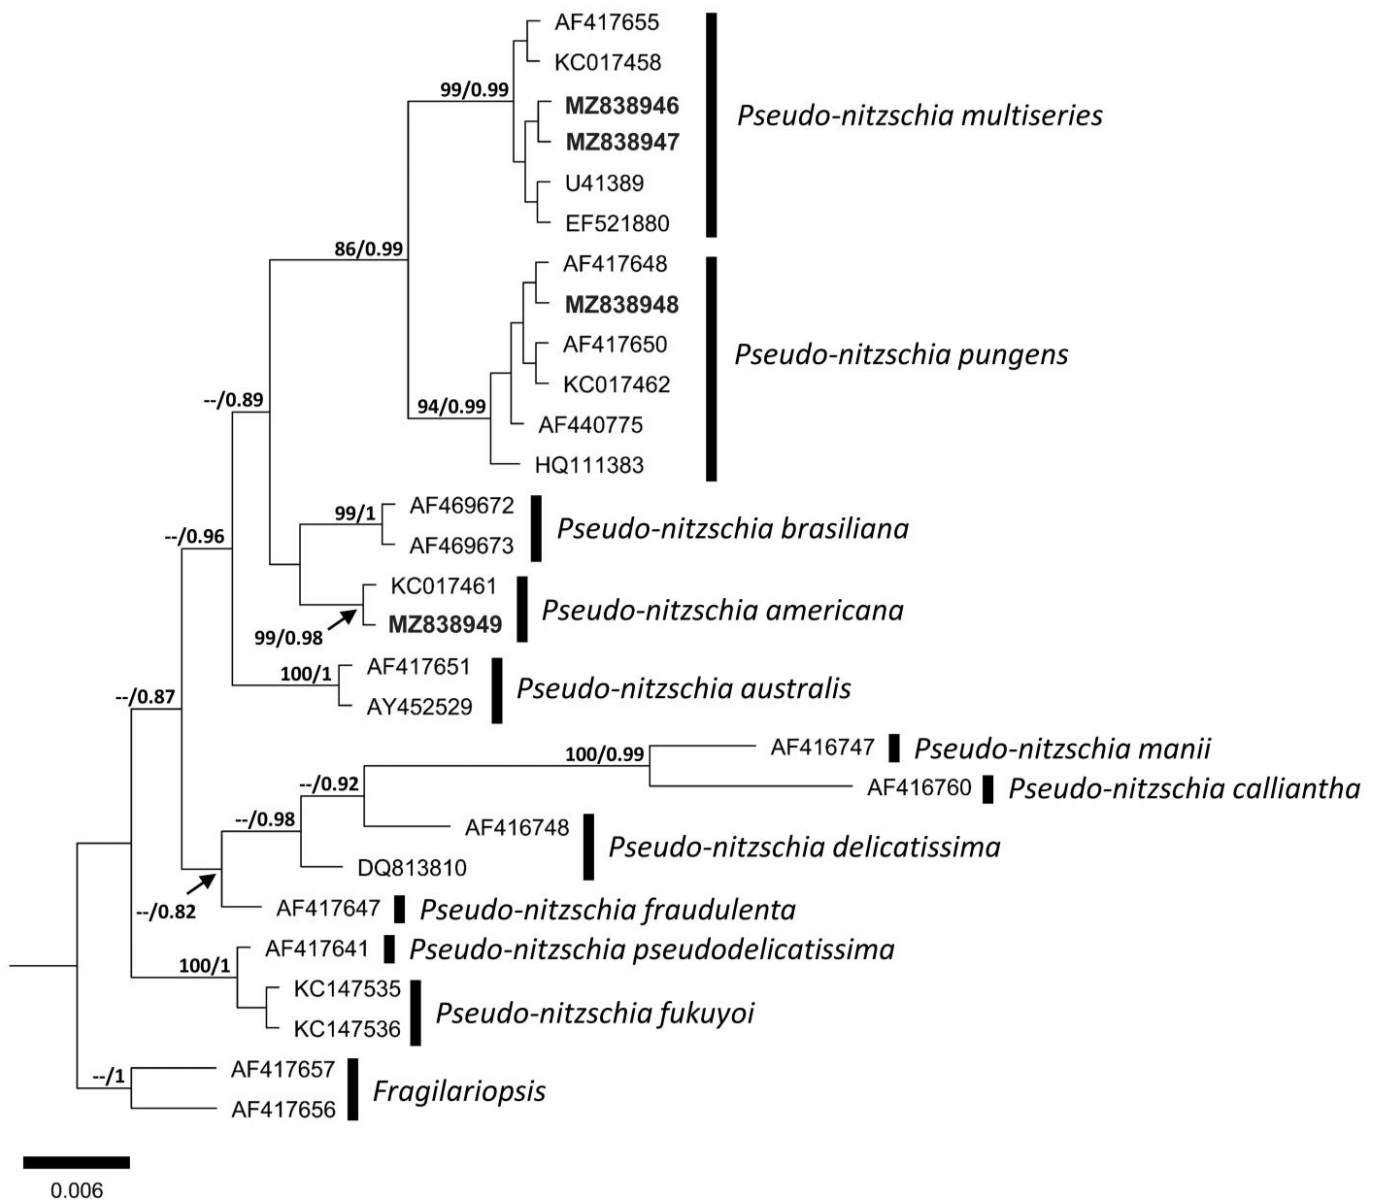 AF417655
KC017458
99/0.99
MZ838946
Pseudo-nitzschia multiseries
MZ838947
U41389
EF521880
86/0.99
AF417648
MZ838948
AF417650
Pseudo-nitzschia pungens
KC017462
--/0.89
94/0.99
AF440775
HQ111383
AF469672
99/1
Pseudo-nitzschia brasiliana
--/0.96
AF469673
KC017461
Pseudo-nitzschia americana
MZ838949
99/0.98
AF417651
100/1
Pseudo-nitzschia australis
--/0.87
AY452529
AF416747
Pseudo-nitzschia manii
100/0.99
--/0.92
AF416760
Pseudo-nitzschia calliantha
--/0.98
AF416748
Pseudo-nitzschia delicatissima
DQ813810
--/0.82
AF417647
Pseudo-nitzschia fraudulenta
AF417641
Pseudo-nitzschia pseudodelicatissima
100/1
KC147535
Pseudo-nitzschia fukuyoi
KC147536
AF417657
--/1
Fragilariopsis
AF417656
0.006